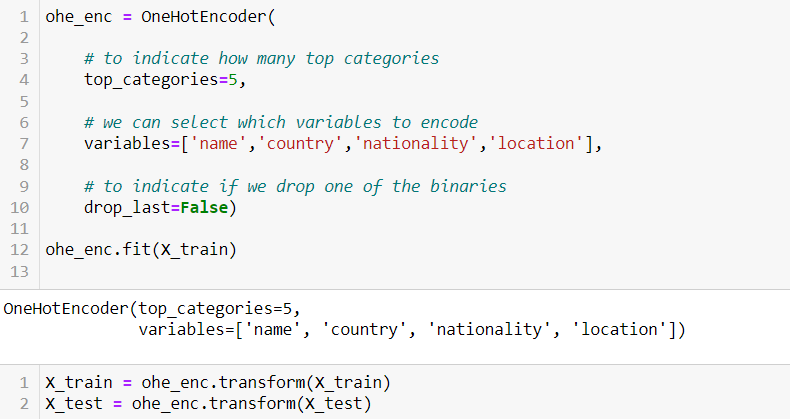 1 ohe_enc = OneHotEncoder(
2
3 # to indicate how many top categories
4 top_categories=5,
5
6 # we can select which variables to encode
7 variables=['name','country','nationality','location'],
8
9 # to indicate if we drop one of the binaries
10 drop_last=False)
11
12 ohe_enc.fit(X_train)
13
OneHotEncoder(top_categories=5,
variables=['name', 'country', 'nationality', 'location'])
1 X_train = ohe_enc.transform(X_train)
2 X_test = ohe_enc.transform(X_test)